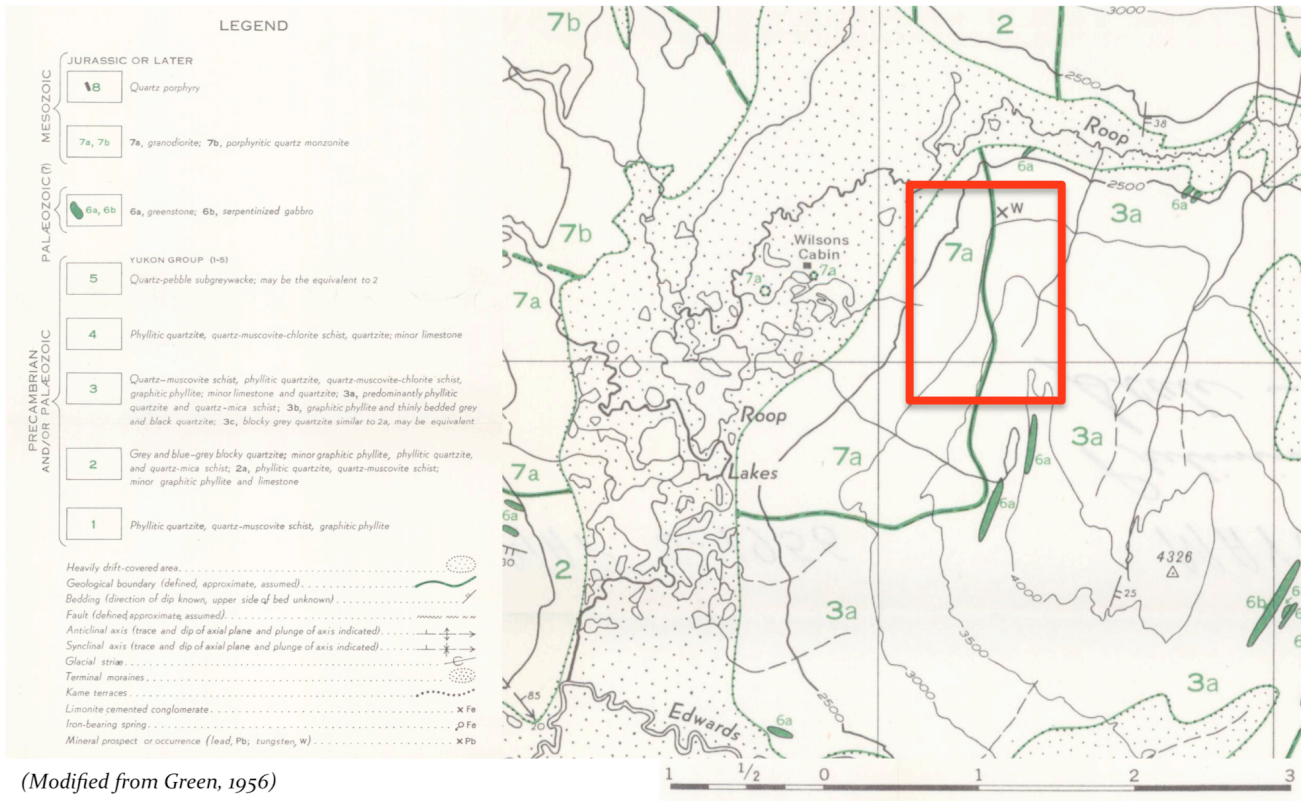 LEGEND
MESOZOIC
JURASSIC OR LATER
8 Quartz porphyry
7a, 7b 7a, granodiorite; 7b, porphyritic quartz monzonite
PALÆOZOIC(?)
6a, 6b 6a, greenstone; 6b, serpentinized gabbro
PRECAMBRIAN
AND/OR PALÆOZOIC
YUKON GROUP (1-5)
5 Quartz-pebble subgreywacke; may be the equivalent to 2
4 Phyllitic quartzite, quartz-muscovite-chlorite schist, quartzite; minor limestone
3 Quartz-muscovite schist, phyllitic quartzite, quartz-muscovite-chlorite schist,
graphitic phyllite; minor limestone and quartzite; 3a, predominantly phyllitic
quartzite and quartz-mica schist; 3b, graphitic phyllite and thinly bedded grey
and black quartzite; 3c, blocky grey quartzite similar to 2a, may be equivalent
2 Grey and blue-grey blocky quartzite; minor graphitic phyllite, phyllitic quartzite,
and quartz-mica schist; 2a, phyllitic quartzite, quartz-muscovite schist;
minor graphitic phyllite and limestone
1 Phyllitic quartzite, quartz-muscovite schist, graphitic phyllite
Heavily drift-covered area
Geological boundary (defined, approximate, assumed)
Bedding (direction of dip known, upper side of bed unknown)
Fault (defined, approximate, assumed)
Anticlinal axis (trace and dip of axial plane and plunge of axis indicated)
Synclinal axis (trace and dip of axial plane and plunge of axis indicated)
Glacial striæ
Terminal moraines
Kame terraces
Limonite cemented conglomerate x Fe
Iron-bearing spring o Fe
Mineral prospect or occurrence (lead, Pb; tungsten, W) x Pb
(Modified from Green, 1956)
7b
2
3000
2500
38
Roop
6a
2500
6a
3a
W
7b
7a
Wilsons
Cabin
7a
7a
7a
Roop
Lakes
3a
7a
6a
7a
6a
6a
2
4326
25
4000
6b
3a
3500
3000
3a
2500
85
Edwards
6a
1 1/2 0 1 2 3